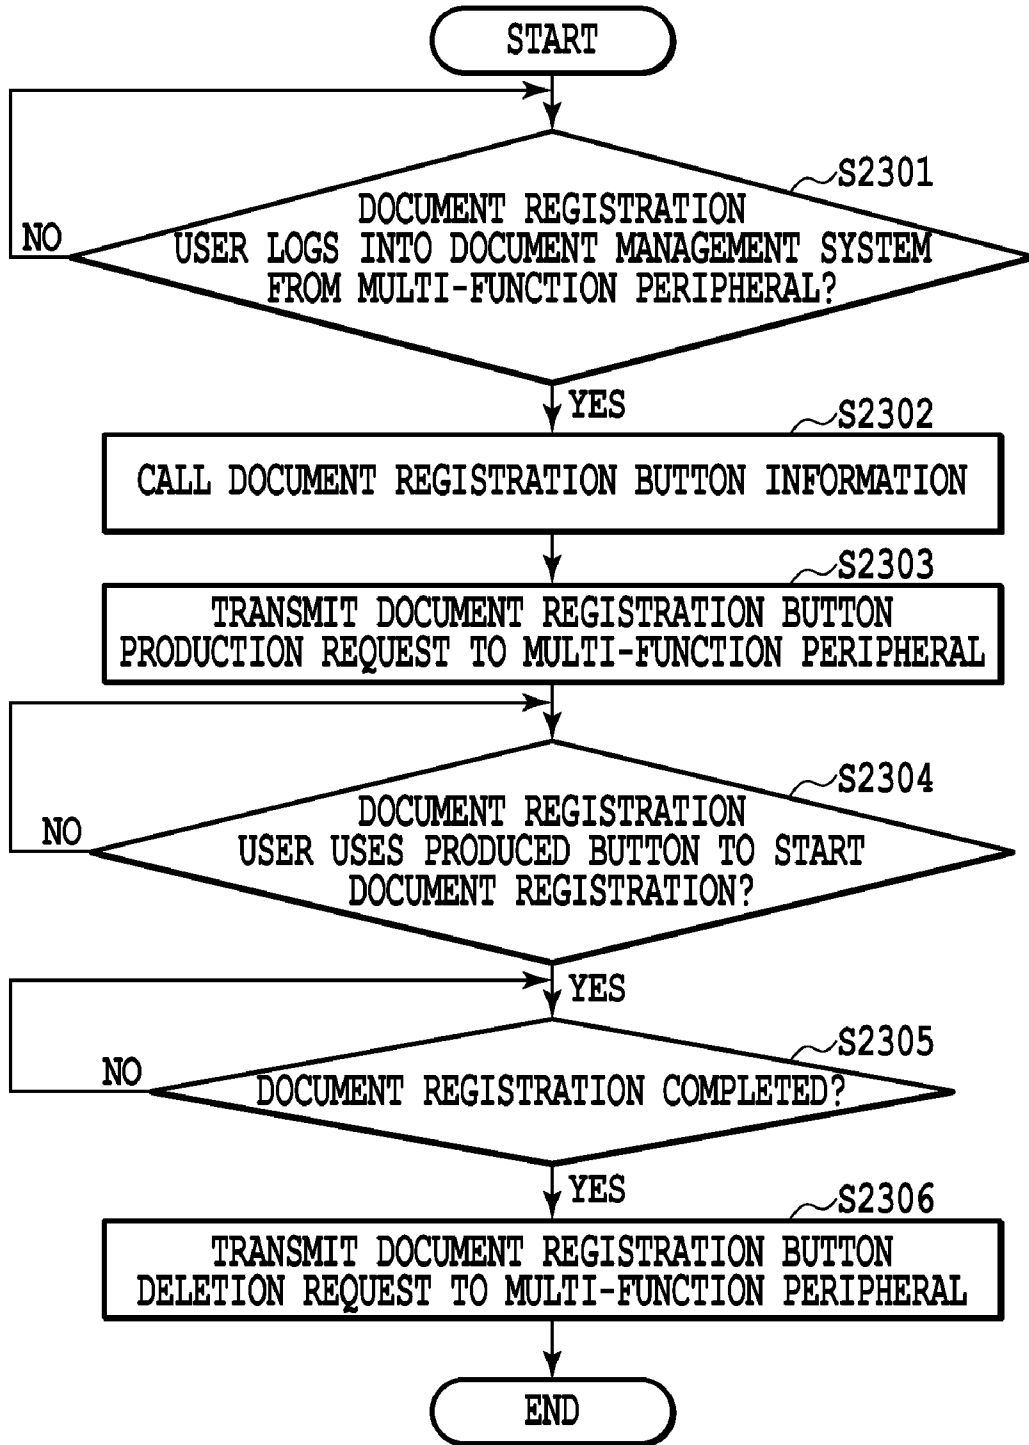 START
S2301
DOCUMENT REGISTRATION
USER LOGS INTO DOCUMENT MANAGEMENT SYSTEM
FROM MULTI-FUNCTION PERIPHERAL?
NO
YES
S2302
CALL DOCUMENT REGISTRATION BUTTON INFORMATION
S2303
TRANSMIT DOCUMENT REGISTRATION BUTTON
PRODUCTION REQUEST TO MULTI-FUNCTION PERIPHERAL
S2304
DOCUMENT REGISTRATION
USER USES PRODUCED BUTTON TO START
DOCUMENT REGISTRATION?
NO
YES
S2305
DOCUMENT REGISTRATION COMPLETED?
NO
YES
S2306
TRANSMIT DOCUMENT REGISTRATION BUTTON
DELETION REQUEST TO MULTI-FUNCTION PERIPHERAL
END